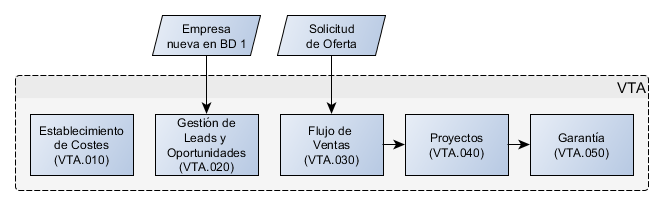 Empresa
nueva en BD 1
Solicitud
de Oferta
VTA
Establecimiento
de Costes
(VTA.010)
Gestión de
Leads y
Oportunidades
(VTA.020)
Flujo de
Ventas
(VTA.030)
Proyectos
(VTA.040)
Garantía
(VTA.050)